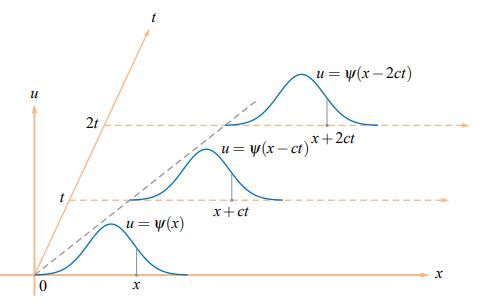 t
u
u = ψ(x − 2ct)
2t
x + 2ct
u = ψ(x − ct)
t
x + ct
u = ψ(x)
x
0
x